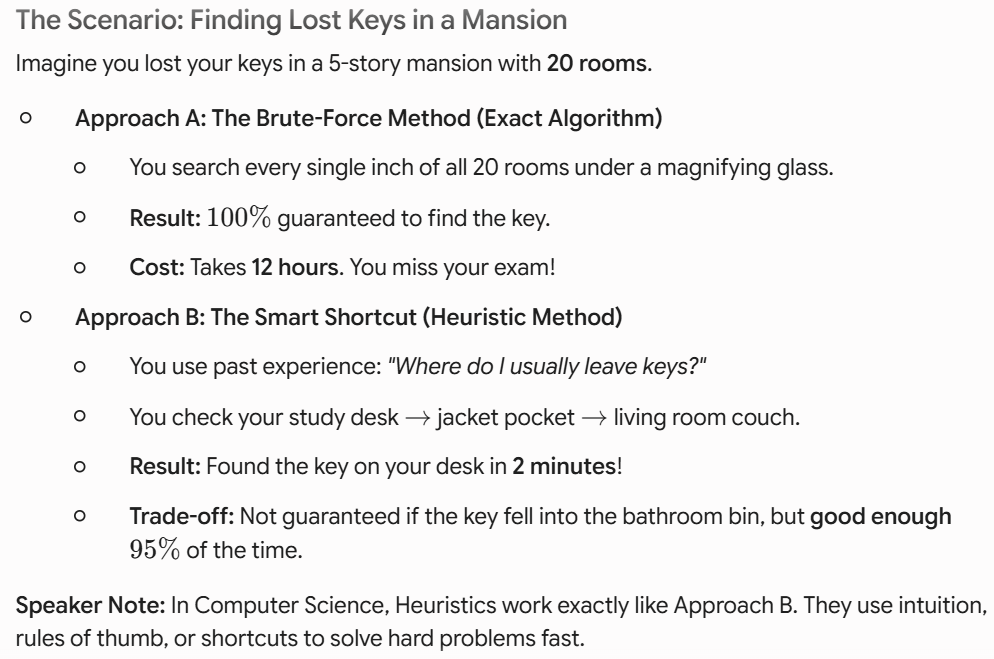 The Scenario: Finding Lost Keys in a Mansion
Imagine you lost your keys in a 5-story mansion with 20 rooms.
Approach A: The Brute-Force Method (Exact Algorithm)
You search every single inch of all 20 rooms under a magnifying glass.
Result: 100% guaranteed to find the key.
Cost: Takes 12 hours. You miss your exam!
Approach B: The Smart Shortcut (Heuristic Method)
You use past experience: "Where do I usually leave keys?"
You check your study desk → jacket pocket → living room couch.
Result: Found the key on your desk in 2 minutes!
Trade-off: Not guaranteed if the key fell into the bathroom bin, but good enough
95% of the time.
Speaker Note: In Computer Science, Heuristics work exactly like Approach B. They use intuition,
rules of thumb, or shortcuts to solve hard problems fast.